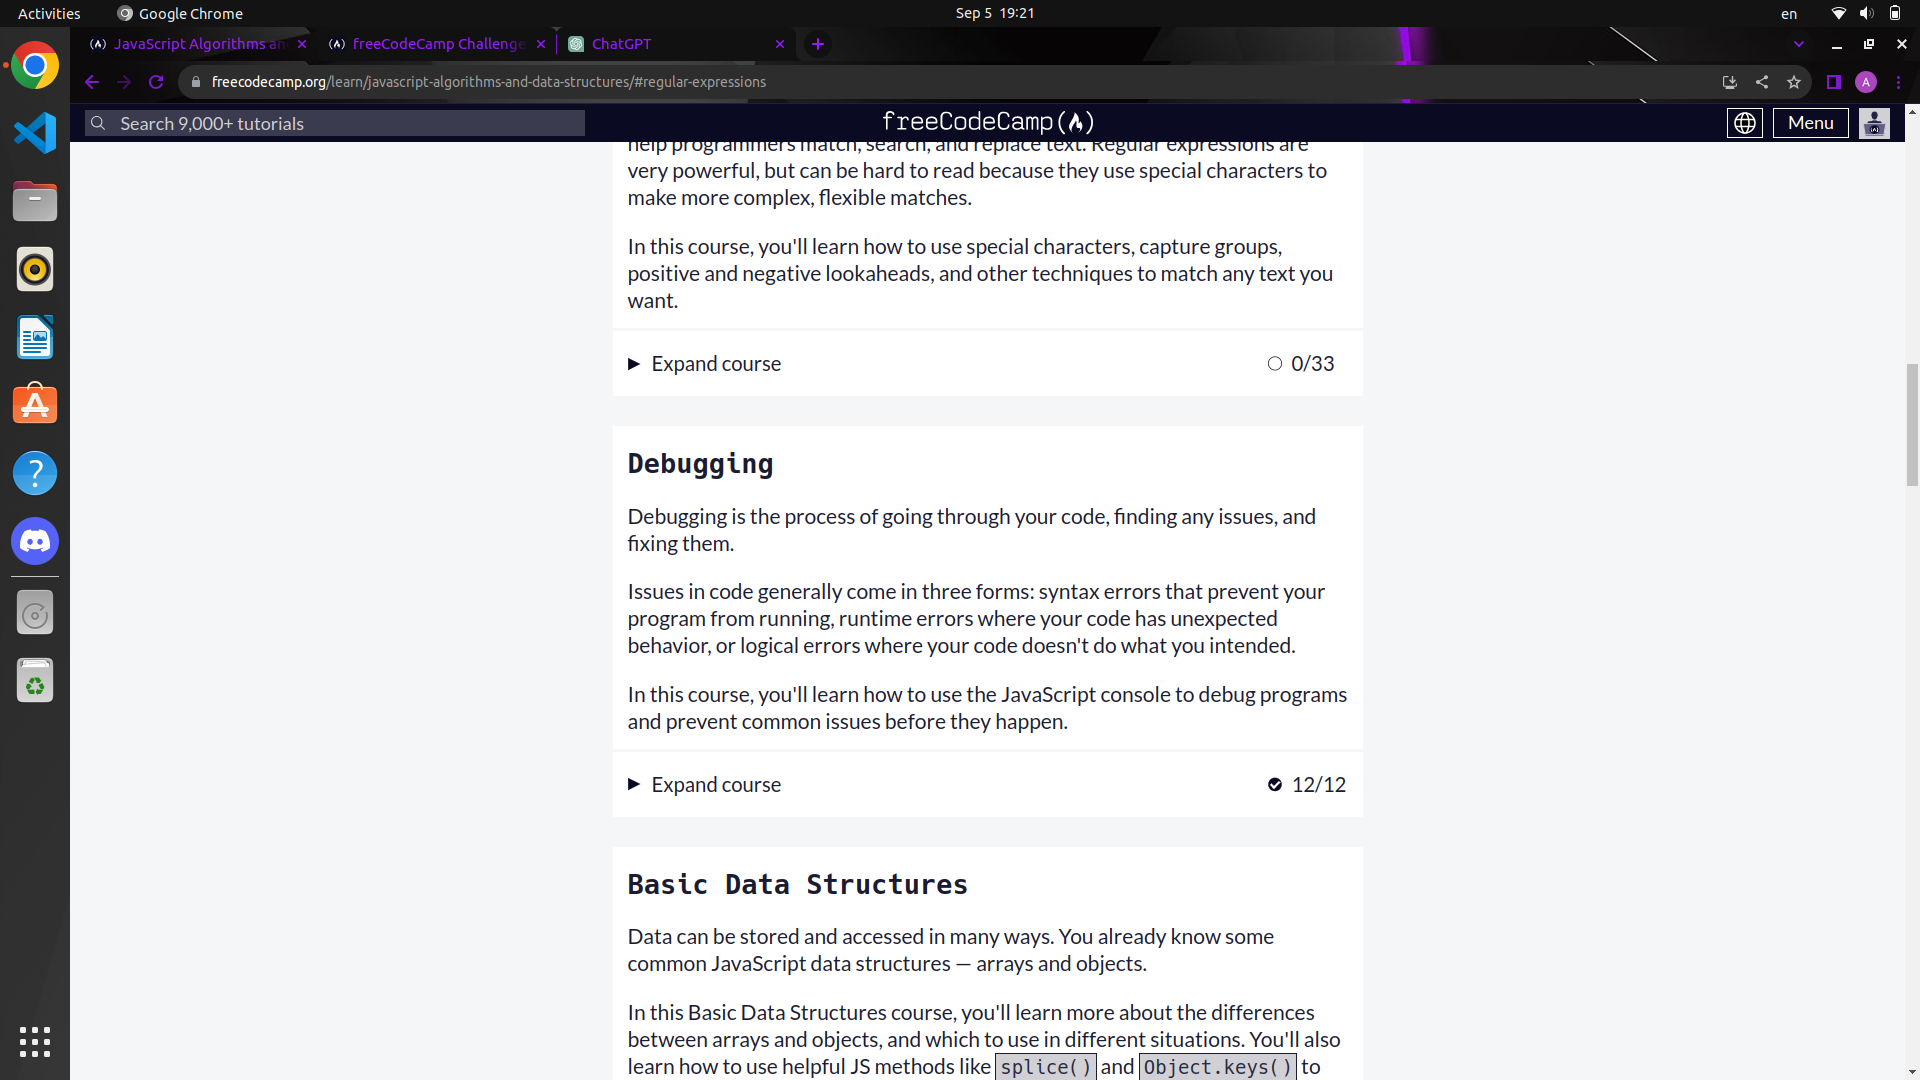 Activities
Google Chrome
Sep 5 19:21
en
JavaScript Algorithms an
freeCodeCamp Challenge
ChatGPT
freecodecamp.org/learn/javascript-algorithms-and-data-structures/#regular-expressions
A
Search 9,000+ tutorials
freeCodeCamp
Menu
help programmers match, search, and replace text. Regular expressions are
very powerful, but can be hard to read because they use special characters to
make more complex, flexible matches.
In this course, you'll learn how to use special characters, capture groups,
positive and negative lookaheads, and other techniques to match any text you
want.
Expand course
0/33
Debugging
Debugging is the process of going through your code, finding any issues, and
fixing them.
Issues in code generally come in three forms: syntax errors that prevent your
program from running, runtime errors where your code has unexpected
behavior, or logical errors where your code doesn't do what you intended.
In this course, you'll learn how to use the JavaScript console to debug programs
and prevent common issues before they happen.
Expand course
12/12
Basic Data Structures
Data can be stored and accessed in many ways. You already know some
common JavaScript data structures — arrays and objects.
In this Basic Data Structures course, you'll learn more about the differences
between arrays and objects, and which to use in different situations. You'll also
learn how to use helpful JS methods like splice() and Object.keys() to